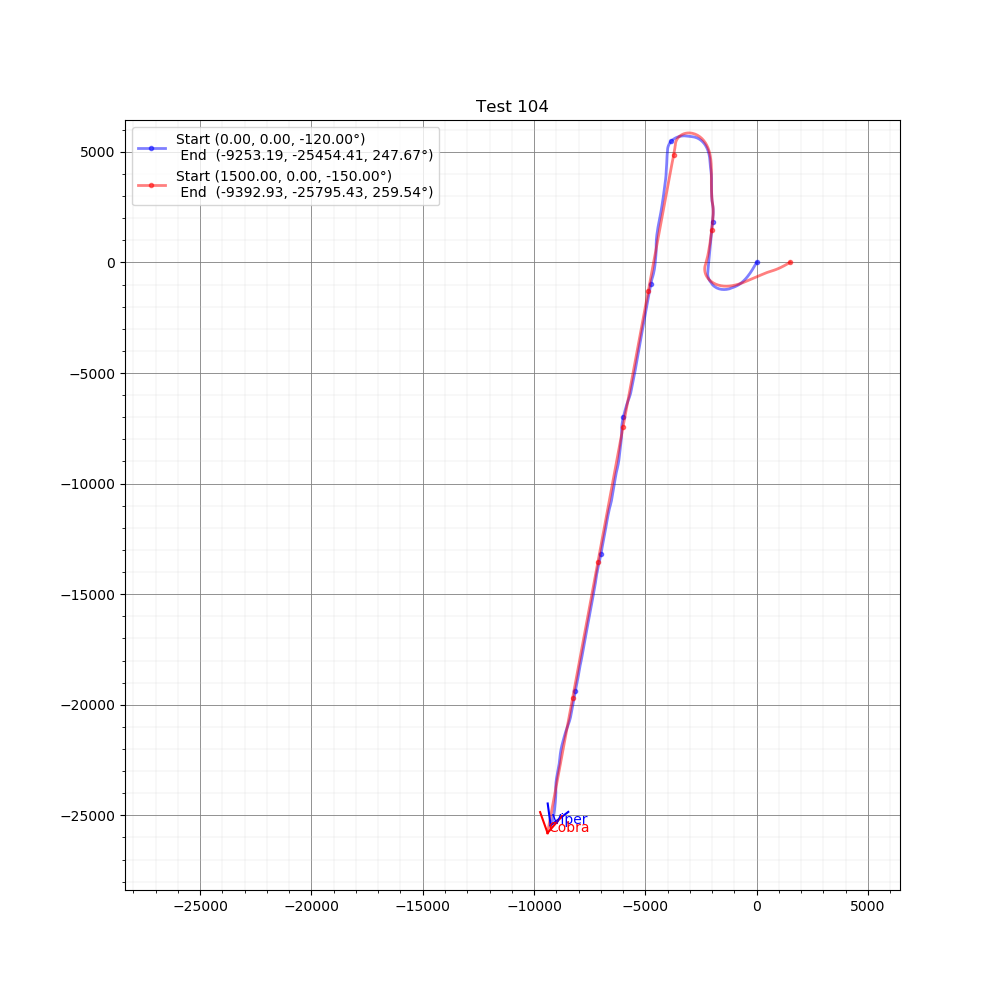 Test 104
Start (0.00, 0.00, -120.00°)
End (-9253.19, -25454.41, 247.67°)
Start (1500.00, 0.00, -150.00°)
End (-9392.93, -25795.43, 259.54°)
5000
0
−5000
−10000
−15000
−20000
−25000
Viper
Cobra
−25000 −20000 −15000 −10000 −5000 0 5000